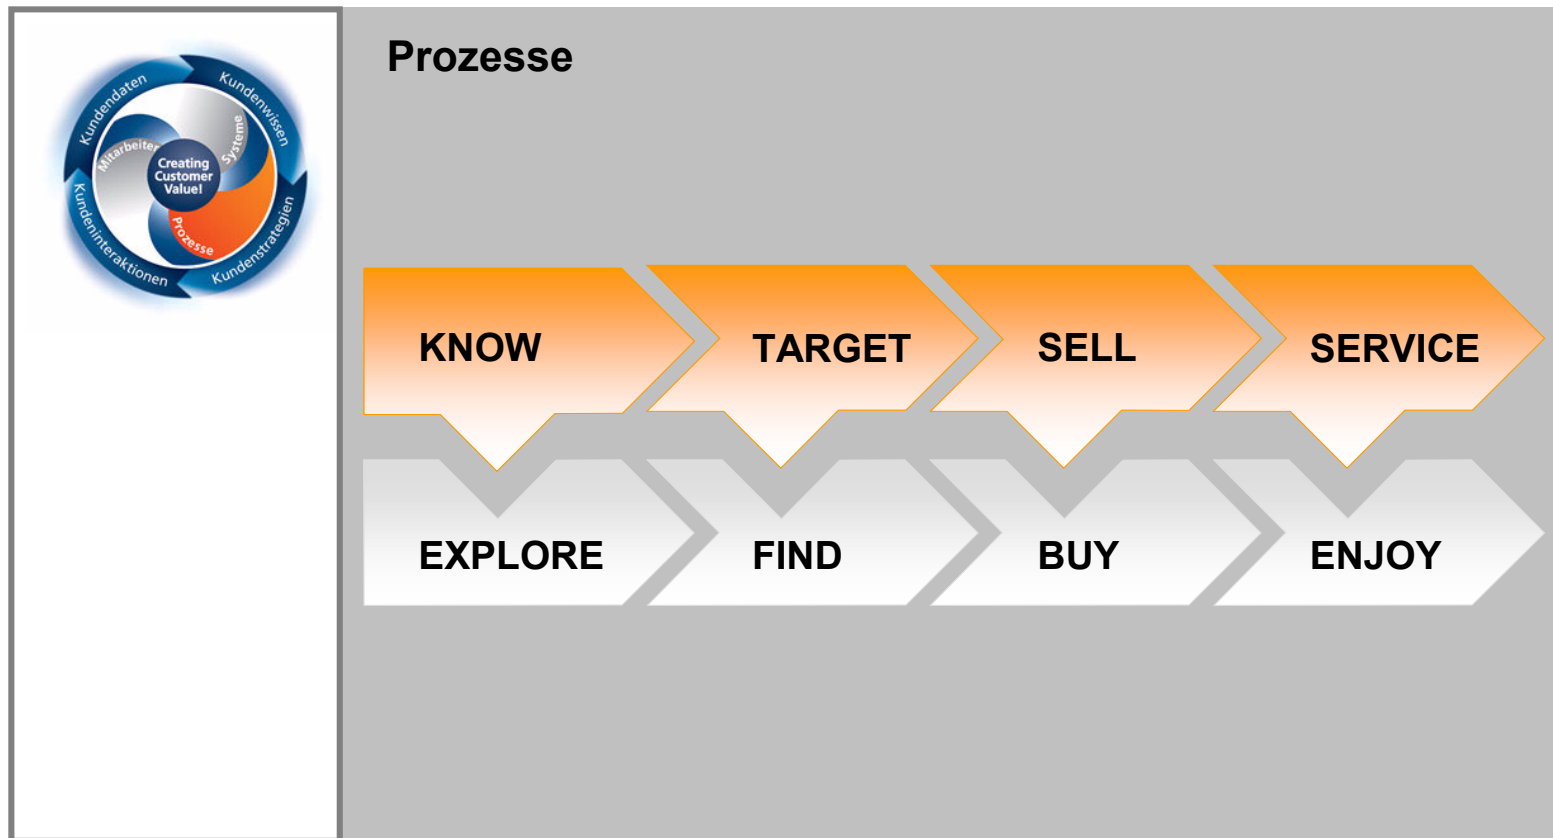 Prozesse
Kundendaten
Kundenwissen
Kundenstrategien
Kundeninteraktionen
Mitarbeiter
Systeme
Prozesse
Creating
Customer
Value!
KNOW
TARGET
SELL
SERVICE
EXPLORE
FIND
BUY
ENJOY